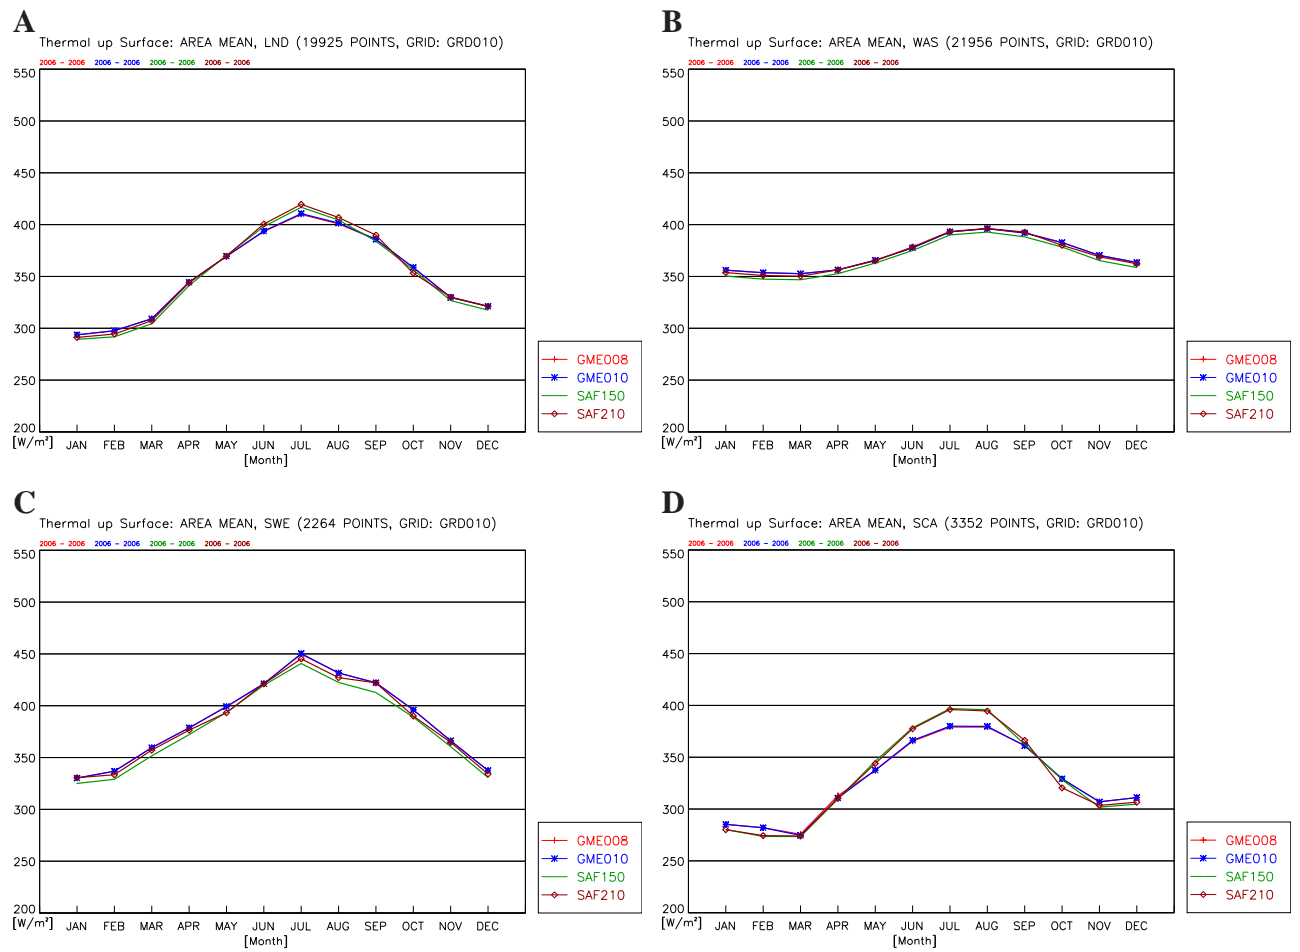 A
Thermal up Surface: AREA MEAN, LND (19925 POINTS, GRID: GRD010)
2006 - 2006 2006 - 2006 2006 - 2006 2006 - 2006
550
500
450
400
350
300
250
200
[W/m²] JAN FEB MAR APR MAY JUN JUL AUG SEP OCT NOV DEC
[Month]
GME008
GME010
SAF150
SAF210
B
Thermal up Surface: AREA MEAN, WAS (21956 POINTS, GRID: GRD010)
2006 - 2006 2006 - 2006 2006 - 2006 2006 - 2006
550
500
450
400
350
300
250
200
[W/m²] JAN FEB MAR APR MAY JUN JUL AUG SEP OCT NOV DEC
[Month]
GME008
GME010
SAF150
SAF210
C
Thermal up Surface: AREA MEAN, SWE (2264 POINTS, GRID: GRD010)
2006 - 2006 2006 - 2006 2006 - 2006 2006 - 2006
550
500
450
400
350
300
250
200
[W/m²] JAN FEB MAR APR MAY JUN JUL AUG SEP OCT NOV DEC
[Month]
GME008
GME010
SAF150
SAF210
D
Thermal up Surface: AREA MEAN, SCA (3352 POINTS, GRID: GRD010)
2006 - 2006 2006 - 2006 2006 - 2006 2006 - 2006
550
500
450
400
350
300
250
200
[W/m²] JAN FEB MAR APR MAY JUN JUL AUG SEP OCT NOV DEC
[Month]
GME008
GME010
SAF150
SAF210